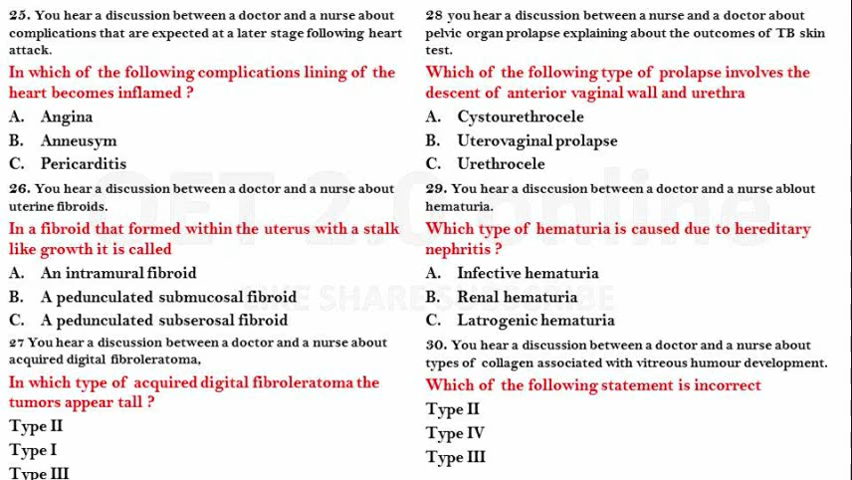 25. You hear a discussion between a doctor and a nurse about
complications that are expected at a later stage following heart
attack.
In which of the following complications lining of the
heart becomes inflamed ?
A. Angina
B. Anneusym
C. Pericarditis
26. You hear a discussion between a doctor and a nurse about
uterine fibroids.
In a fibroid that formed within the uterus with a stalk
like growth it is called
A. An intramural fibroid
B. A pedunculated submucosal fibroid
C. A pedunculated subserosal fibroid
27 You hear a discussion between a doctor and a nurse about
acquired digital fibroleratoma,
In which type of acquired digital fibroleratoma the
tumors appear tall ?
Type II
Type I
Type III
28 you hear a discussion between a nurse and a doctor about
pelvic organ prolapse explaining about the outcomes of TB skin
test.
Which of the following type of prolapse involves the
descent of anterior vaginal wall and urethra
A. Cystourethrocele
B. Uterovaginal prolapse
C. Urethrocele
29. You hear a disccusion between a doctor and a nurse ablout
hematuria.
Which type of hematuria is caused due to hereditary
nephritis ?
A. Infective hematuria
B. Renal hematuria
C. Latrogenic hematuria
30. You hear a discussion between a doctor and a nurse about
types of collagen associated with vitreous humour development.
Which of the following statement is incorrect
Type II
Type IV
Type III
OET 2.0 online
LIKE SHARE SUBSCRIBE